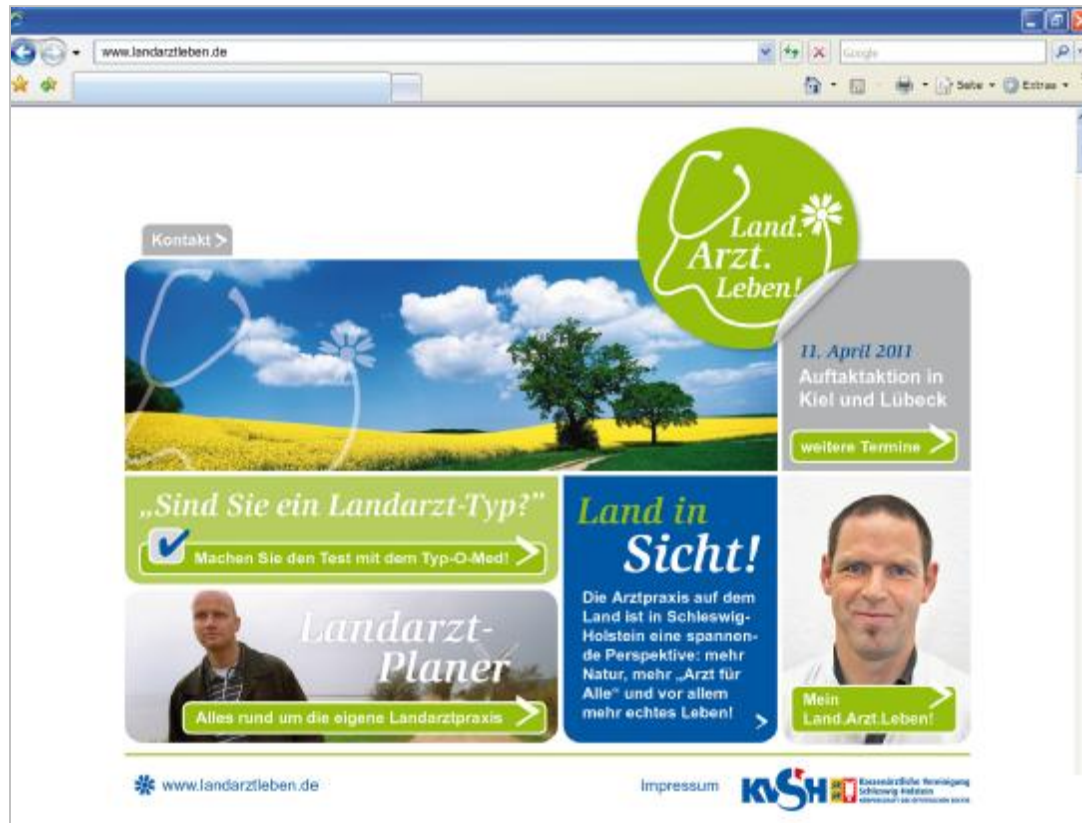 www.landarztleben.de
Google
Seite
Extras
Kontakt
Land.
Arzt.
Leben!
11. April 2011
Auftaktaktion in
Kiel und Lübeck
weitere Termine
„Sind Sie ein Landarzt-Typ?”
Machen Sie den Test mit dem Typ-O-Med!
Landarzt-
Planer
Alles rund um die eigene Landarztpraxis
Land in
Sicht!
Die Arztpraxis auf dem
Land ist in Schleswig-
Holstein eine spannen-
de Perspektive: mehr
Natur, mehr „Arzt für
Alle“ und vor allem
mehr echtes Leben!
Mein
Land.Arzt.Leben!
www.landarztleben.de
Impressum
KVSH
Kassenärztliche Vereinigung
Schleswig-Holstein